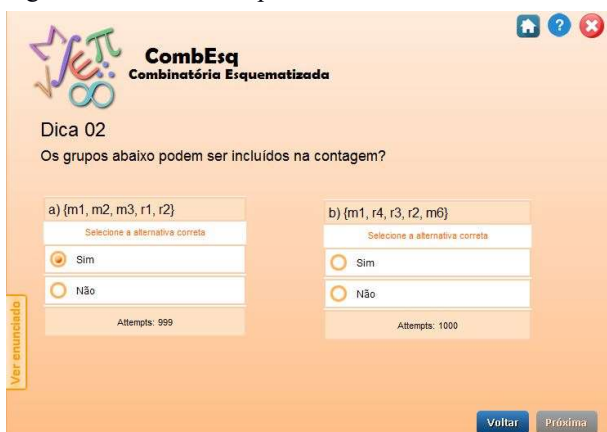 CombEsq
Combinatória Esquematizada
Dica 02
Os grupos abaixo podem ser incluídos na contagem?
a) {m1, m2, m3, r1, r2}
Selecione a alternativa correta
Sim
Não
Attempts: 999
b) {m1, r4, r3, r2, m6}
Selecione a alternativa correta
Sim
Não
Attempts: 1000
Ver enunciado
Voltar
Próxima